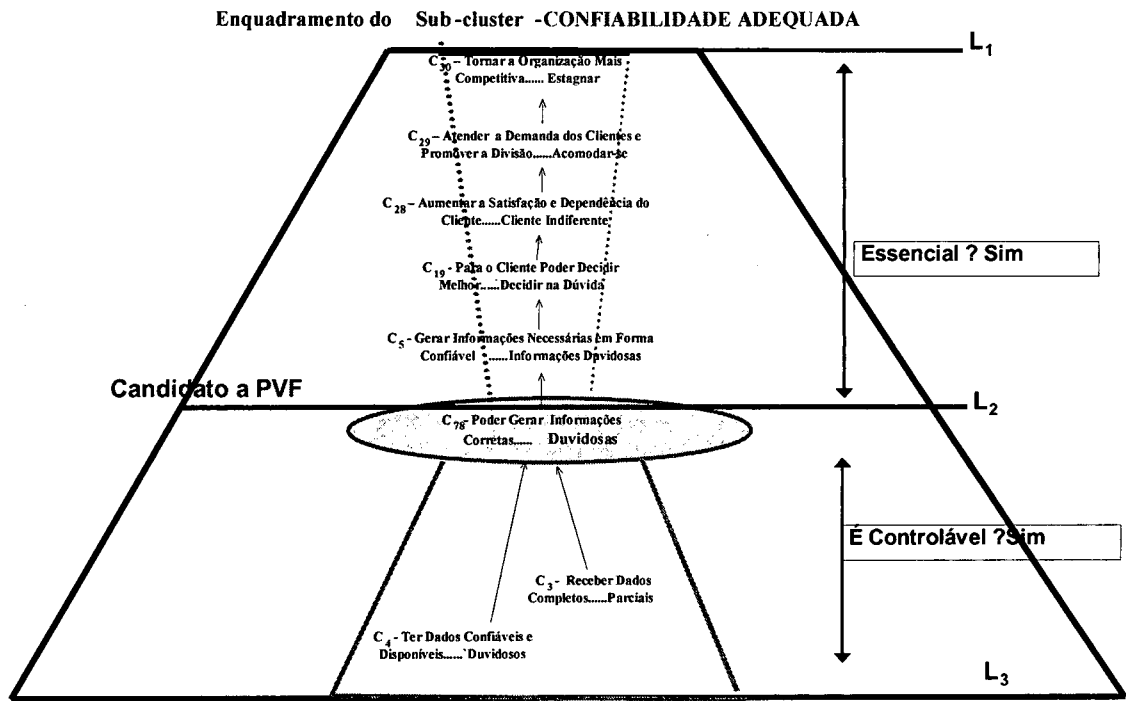 Enquadramento do Sub-cluster -CONFIABILIDADE ADEQUADA
L1
C30 – Tornar a Organização Mais
Competitiva...... Estagnar
C29 – Atender a Demanda dos Clientes e
Promover a Divisão......Acomodar-se
C28 – Aumentar a Satisfação e Dependência do
Cliente......Cliente Indiferente
Essencial ? Sim
C19 - Para o Cliente Poder Decidir
Melhor......Decidir na Dúvida
C5 - Gerar Informações Necessárias em Forma
Confiável ......Informações Duvidosas
Candidato a PVF
L2
C78 - Poder Gerar Informações
Corretas...... Duvidosas
É Controlável ?Sim
C3 - Receber Dados
Completos......Parciais
C4 - Ter Dados Confiáveis e
Disponíveis......Duvidosos
L3